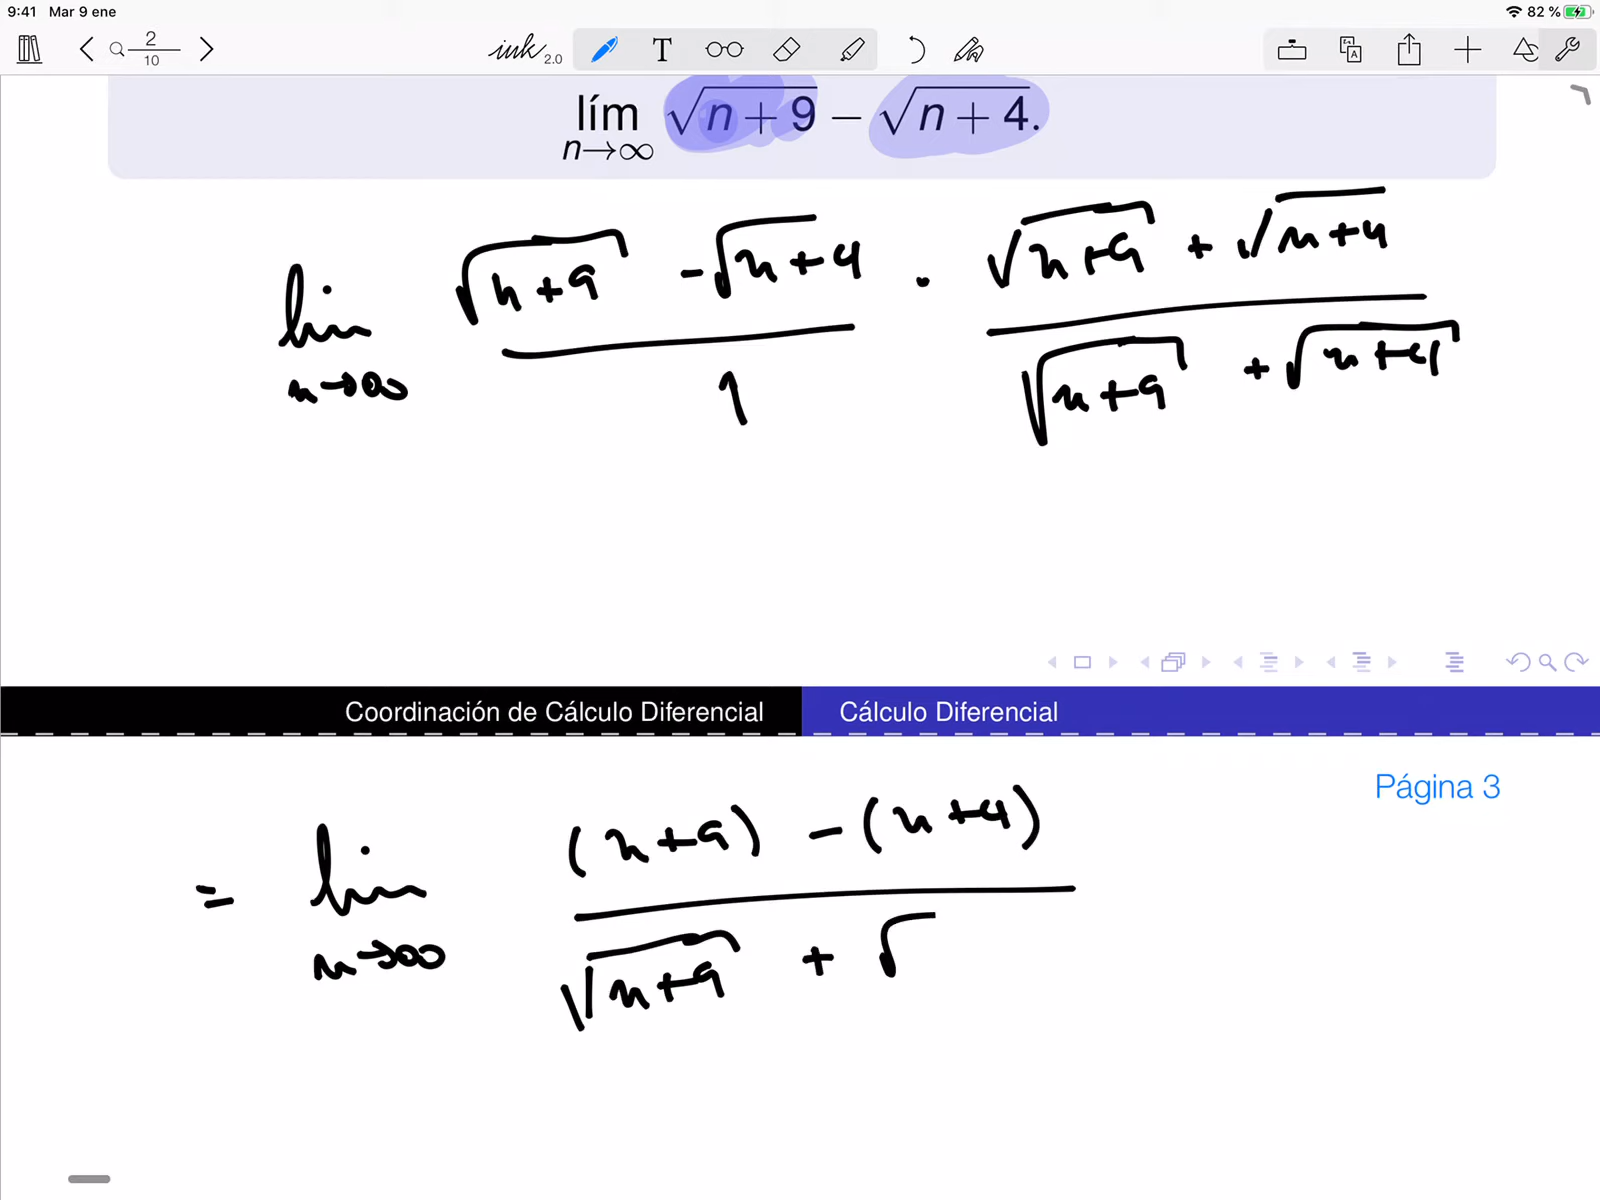 9:41 Mar 9 ene 82 %
2/10 ink 2.0 T
lím √n + 9 − √n + 4.
n→∞
lim √n+9 - √n+4 / 1 · √n+9 + √n+4 / √n+9 + √n+4
n→∞
Coordinación de Cálculo Diferencial Cálculo Diferencial
Página 3
= lim (n+9) - (n+4) / √n+9 + √
n→∞